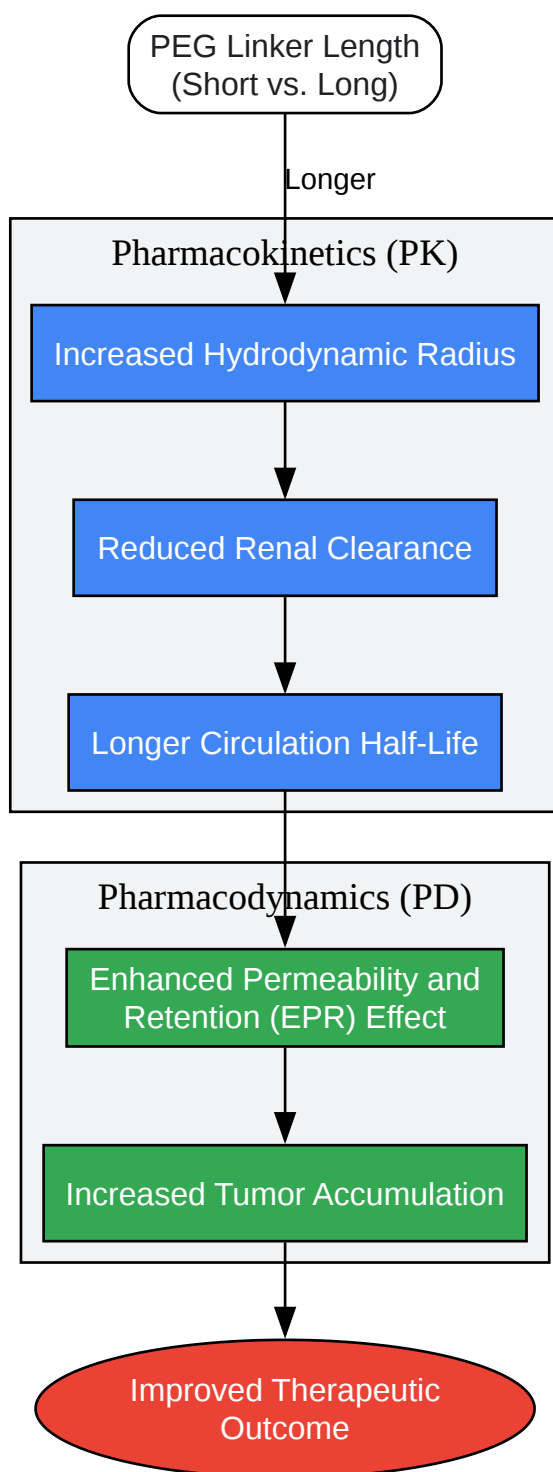 PEG Linker Length
(Short vs. Long)
Longer
Pharmacokinetics (PK)
Increased Hydrodynamic Radius
Reduced Renal Clearance
Longer Circulation Half-Life
Pharmacodynamics (PD)
Enhanced Permeability and
Retention (EPR) Effect
Increased Tumor Accumulation
Improved Therapeutic
Outcome